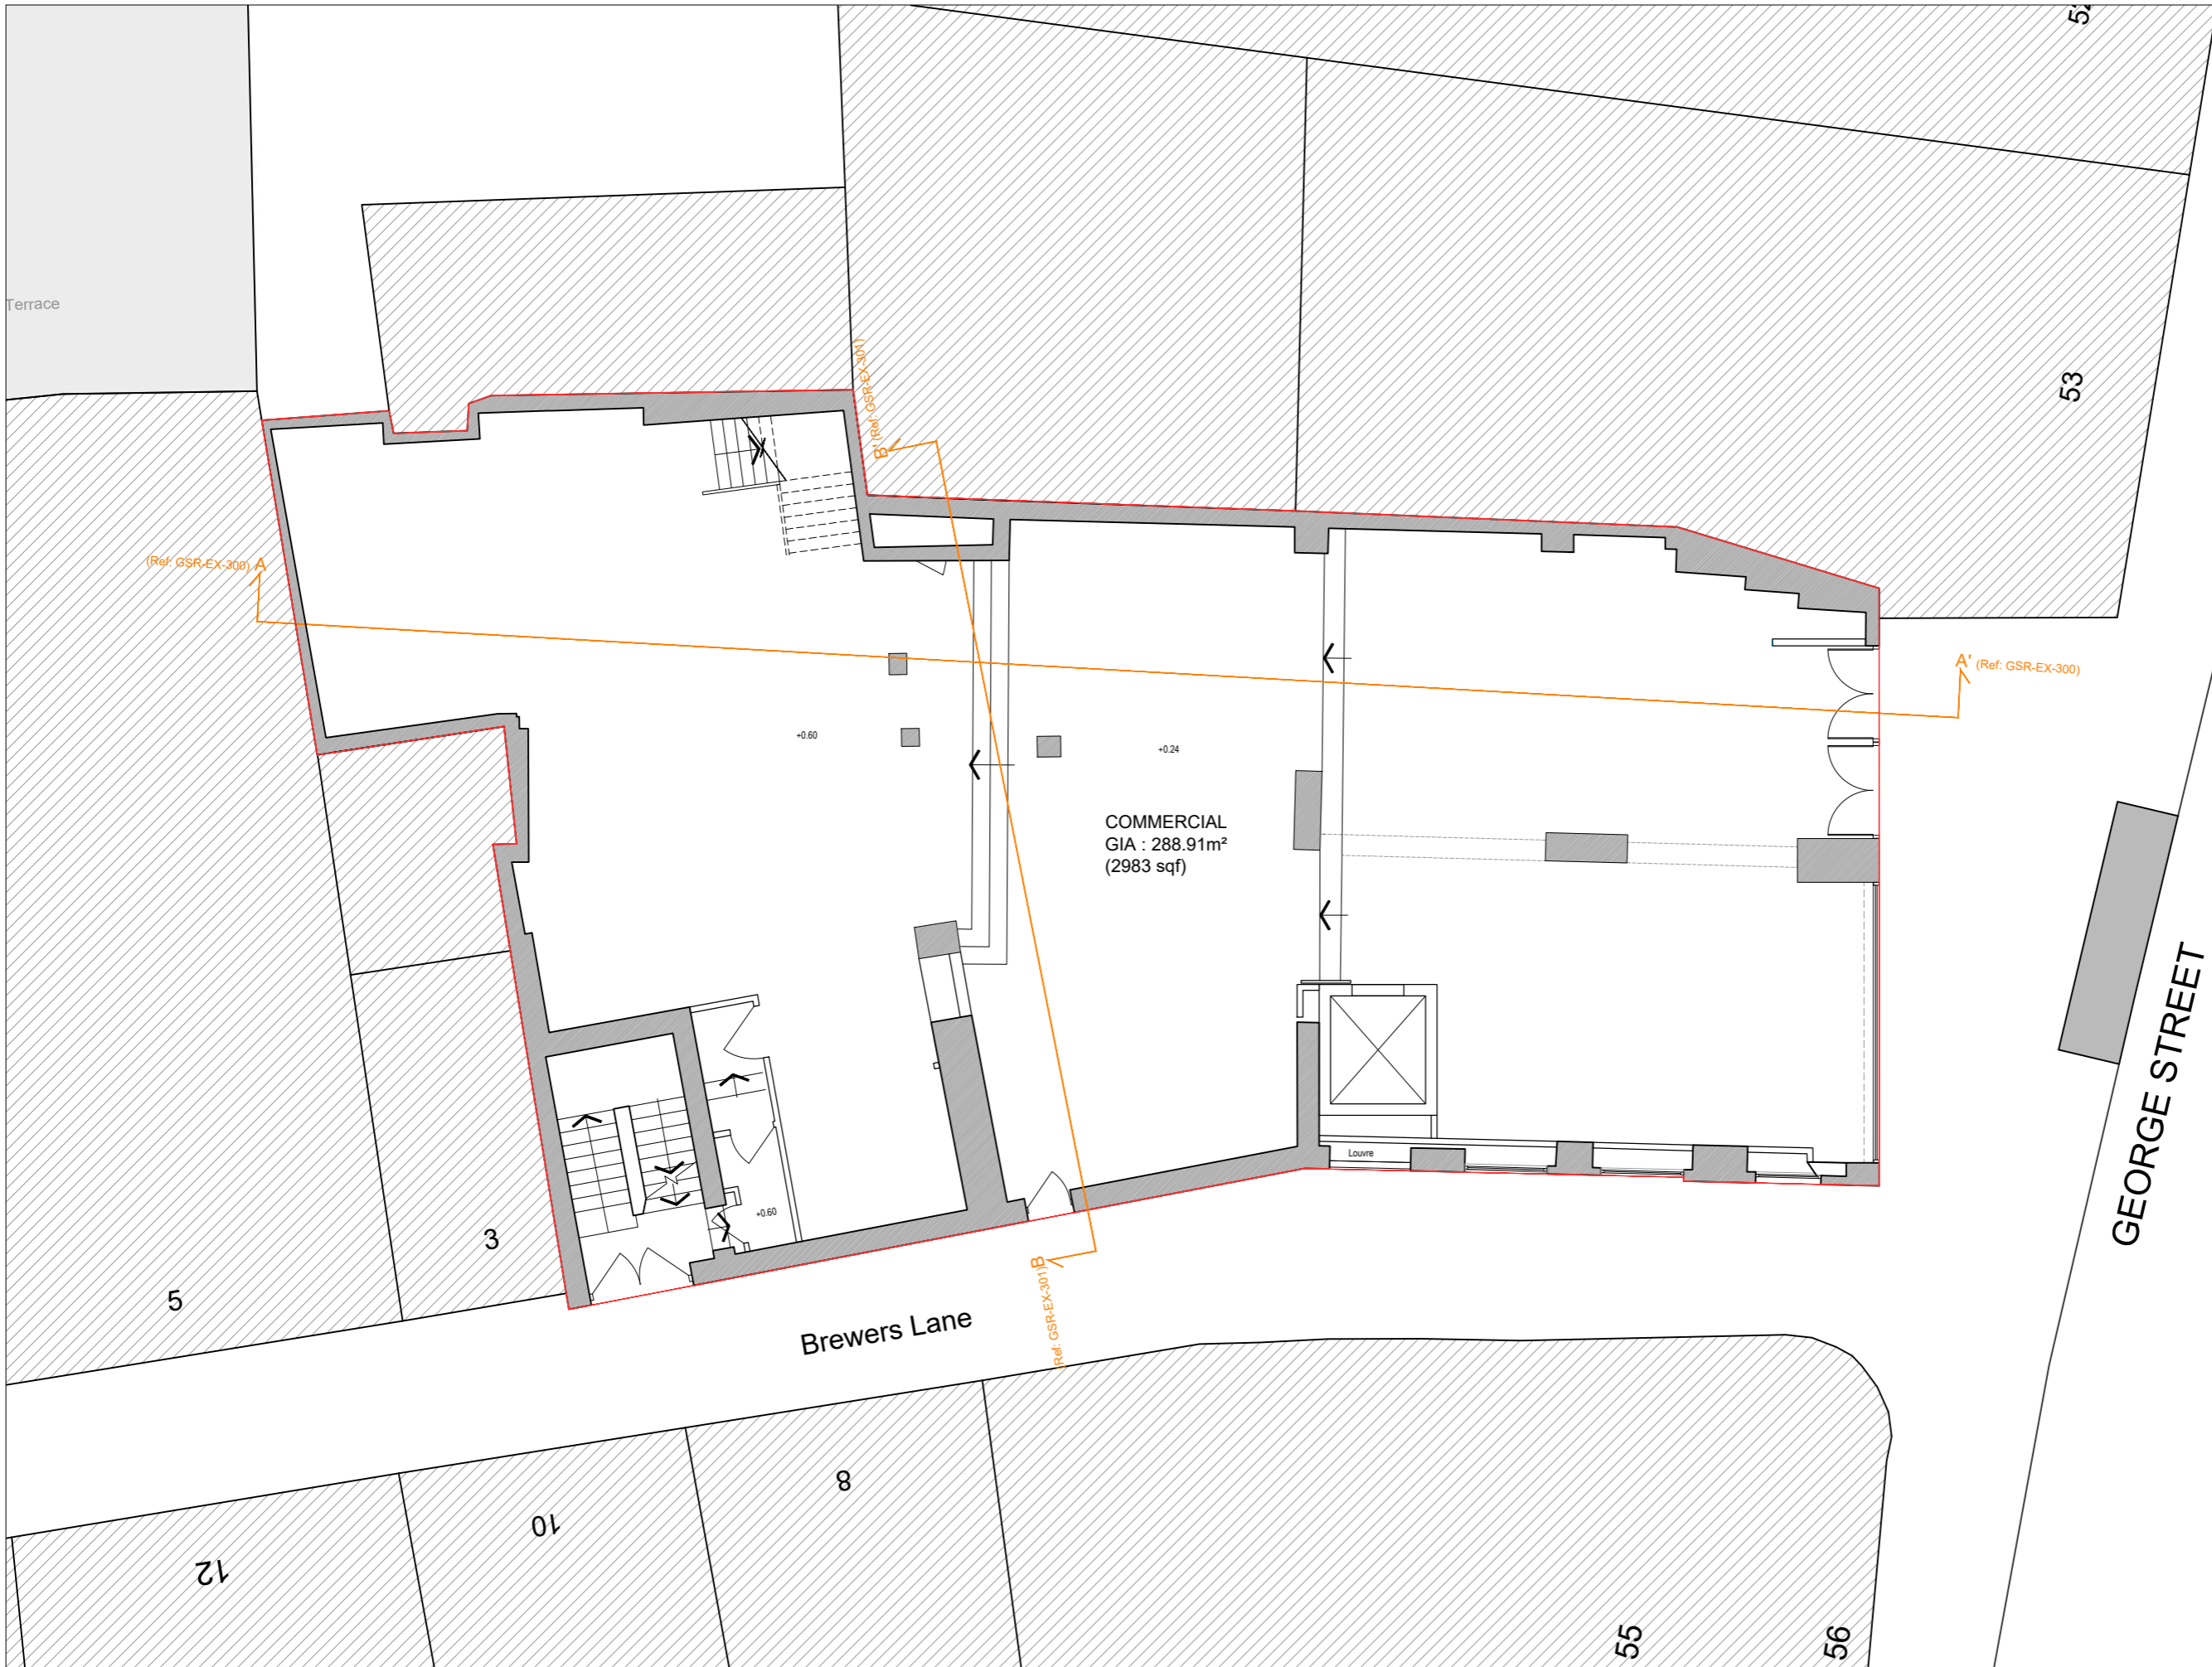 Terrace
53
B' (Ref: GSR-EX-301)
(Ref: GSR-EX-300) A
A' (Ref: GSR-EX-300)
+0.60
+0.24
COMMERCIAL
GIA : 288.91m²
(2983 sqf)
GEORGE STREET
Louvre
+0.60
3
5
B
(Ref: GSR-EX-301)
Brewers Lane
8
10
12
55
56